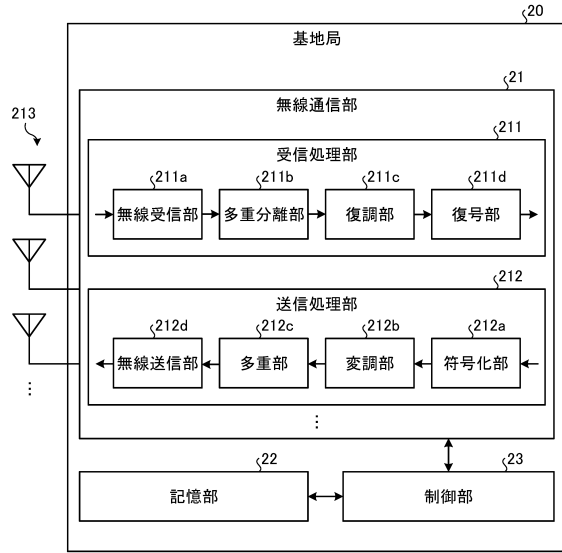 20
基地局
21
無線通信部
213
211
受信処理部
211a
211b
211c
211d
無線受信部
多重分離部
復調部
復号部
212
送信処理部
212d
212c
212b
212a
無線送信部
多重部
変調部
符号化部
⋮
…
22
23
記憶部
制御部